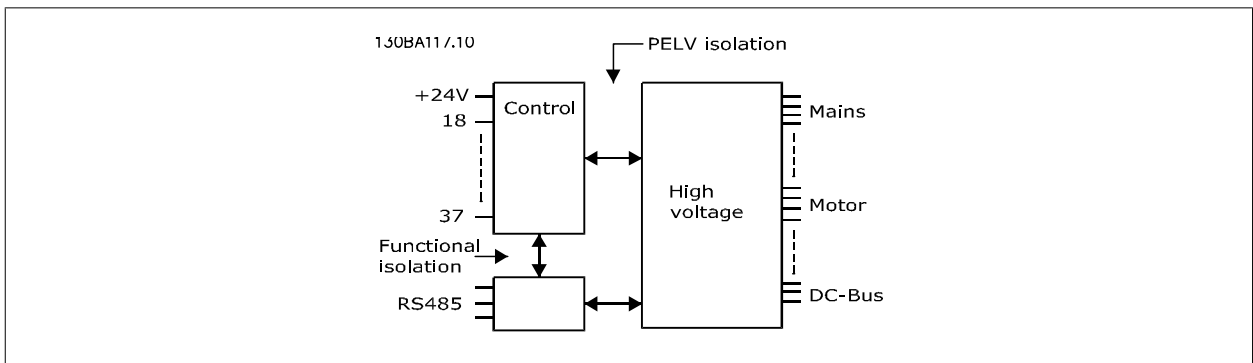 130BA117.10
PELV isolation
+24V
Control
Mains
18
High
voltage
Motor
37
Functional
isolation
RS485
DC-Bus